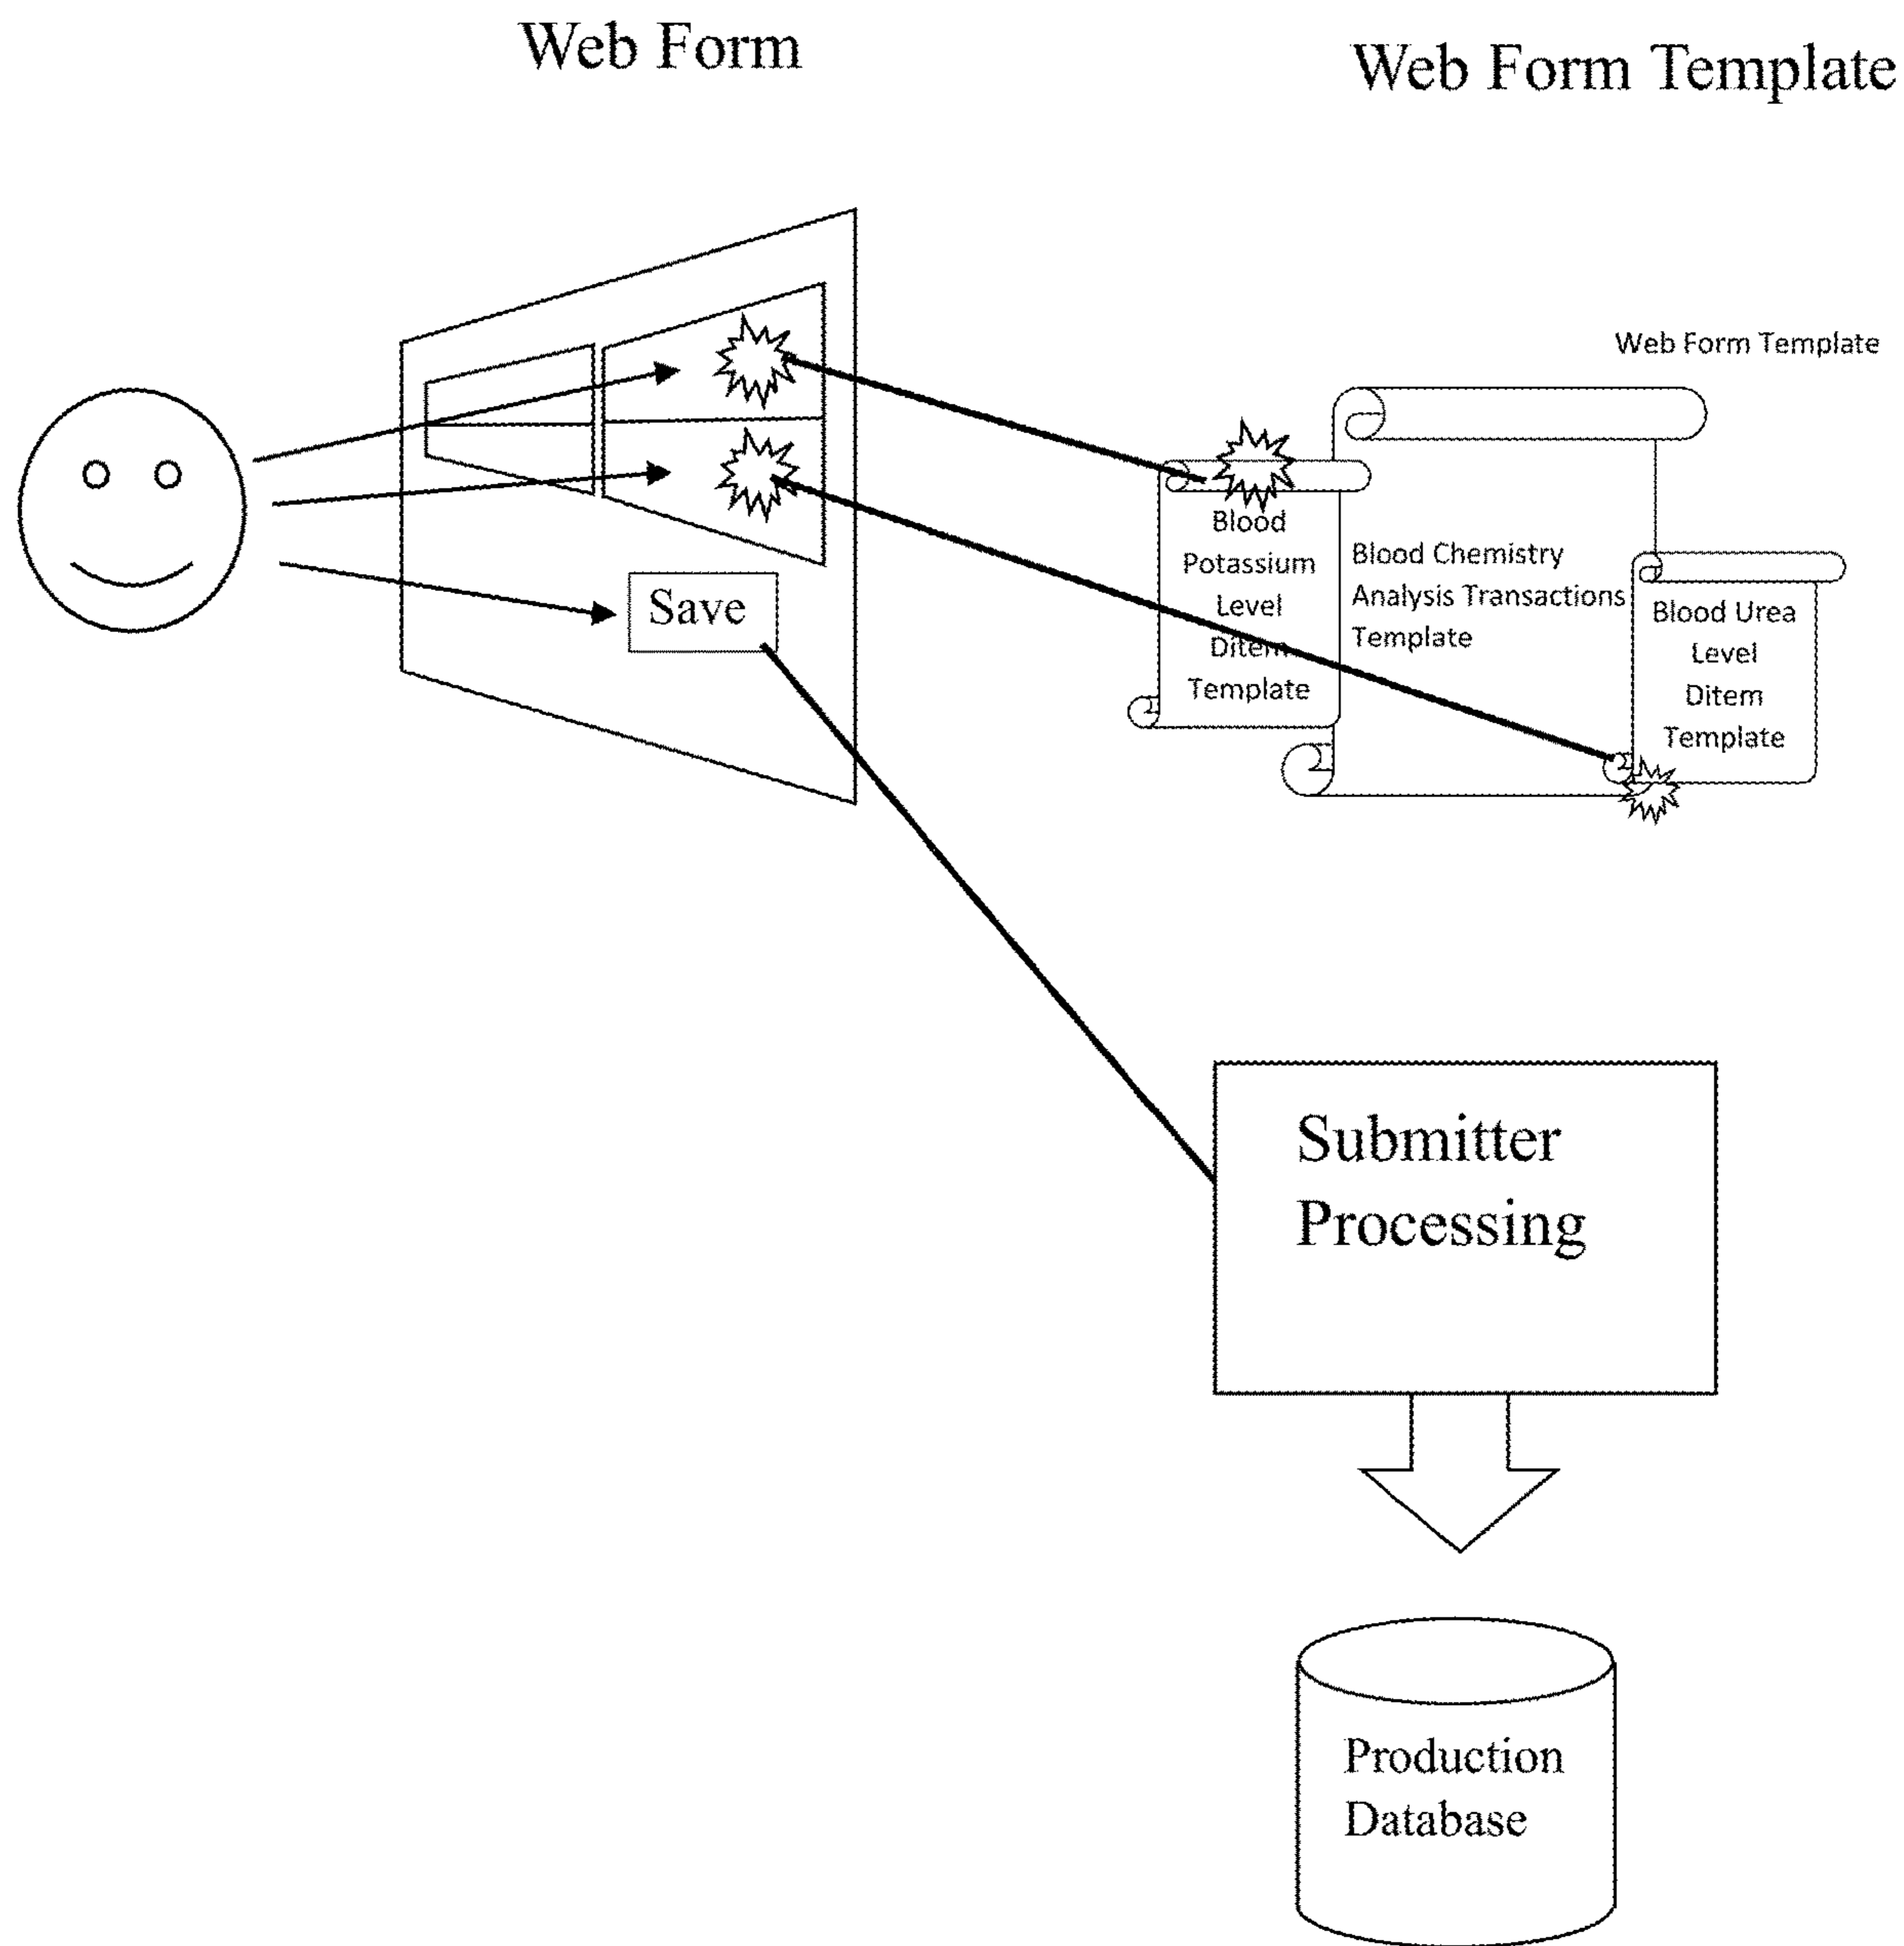 Web Form
Web Form Template
Web Form Template
Blood
Potassium
Level
Ditem
Template
Blood Chemistry
Analysis Transactions
Template
Blood Urea
Level
Ditem
Template
Save
Submitter
Processing
Production
Database